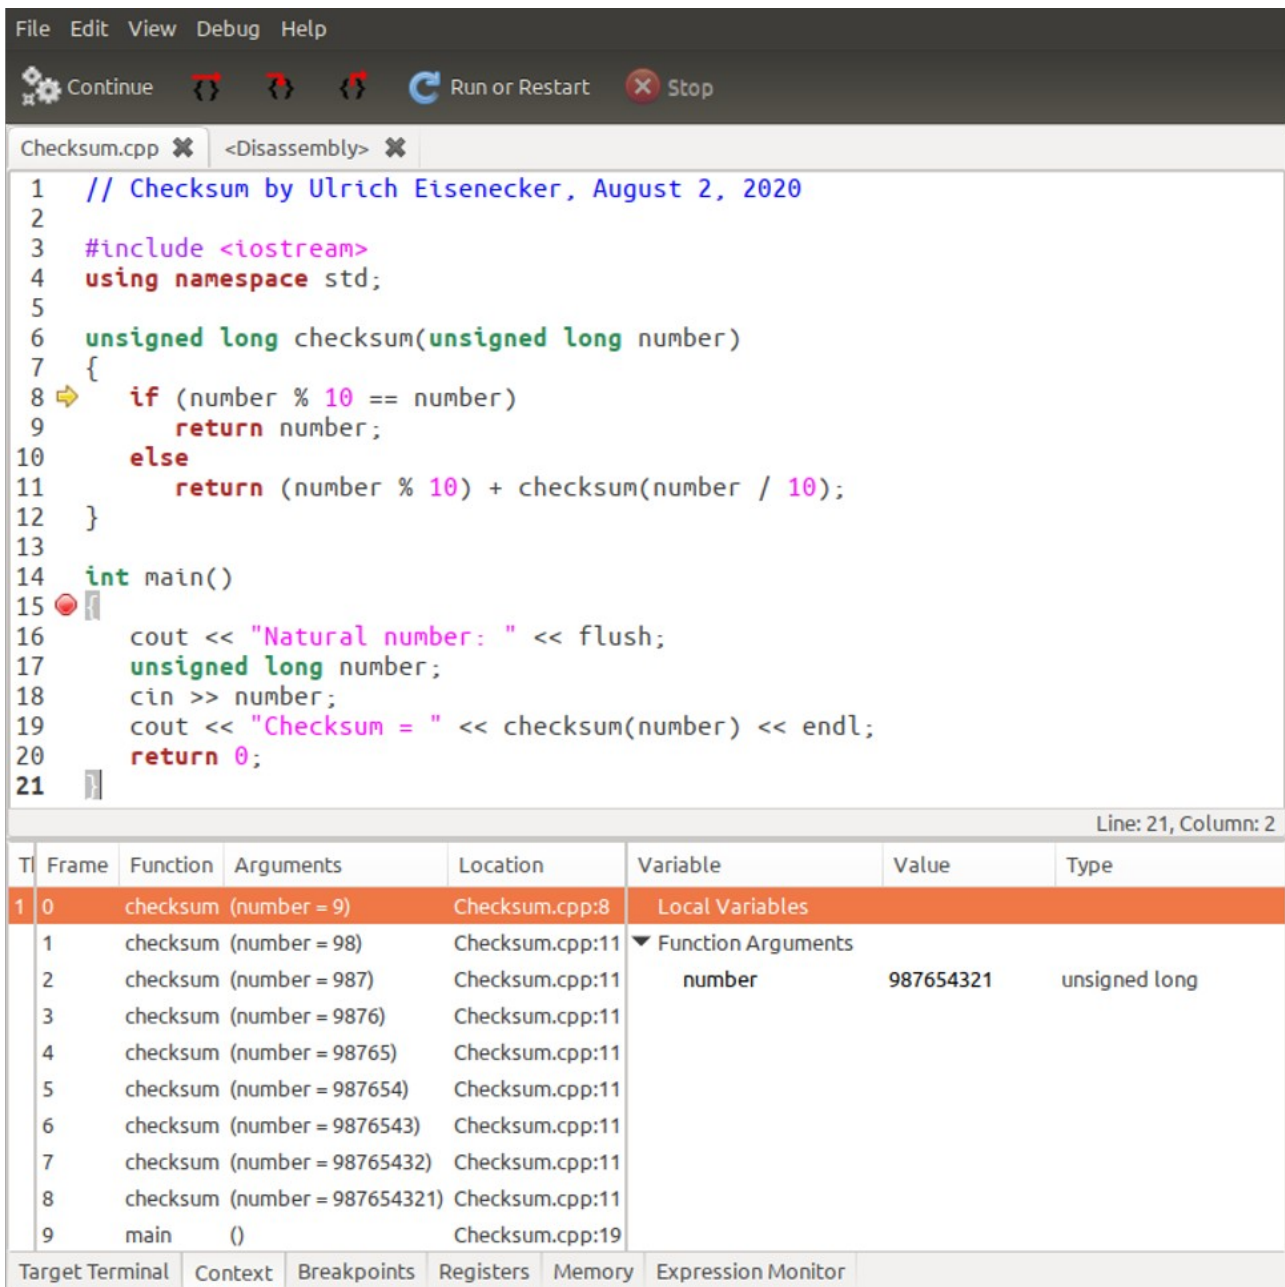 File Edit View Debug Help
Continue Run or Restart Stop
Checksum.cpp <Disassembly>
1 // Checksum by Ulrich Eisenecker, August 2, 2020
2
3 #include <iostream>
4 using namespace std;
5
6 unsigned long checksum(unsigned long number)
7 {
8 if (number % 10 == number)
9 return number;
10 else
11 return (number % 10) + checksum(number / 10);
12 }
13
14 int main()
15 {
16 cout << "Natural number: " << flush;
17 unsigned long number;
18 cin >> number;
19 cout << "Checksum = " << checksum(number) << endl;
20 return 0;
21 }
Line: 21, Column: 2
Frame Function Arguments Location Variable Value Type
1 0 checksum (number = 9) Checksum.cpp:8 Local Variables
1 checksum (number = 98) Checksum.cpp:11 Function Arguments
2 checksum (number = 987) Checksum.cpp:11 number 987654321 unsigned long
3 checksum (number = 9876) Checksum.cpp:11
4 checksum (number = 98765) Checksum.cpp:11
5 checksum (number = 987654) Checksum.cpp:11
6 checksum (number = 9876543) Checksum.cpp:11
7 checksum (number = 98765432) Checksum.cpp:11
8 checksum (number = 987654321) Checksum.cpp:11
9 main () Checksum.cpp:19
Target Terminal Context Breakpoints Registers Memory Expression Monitor